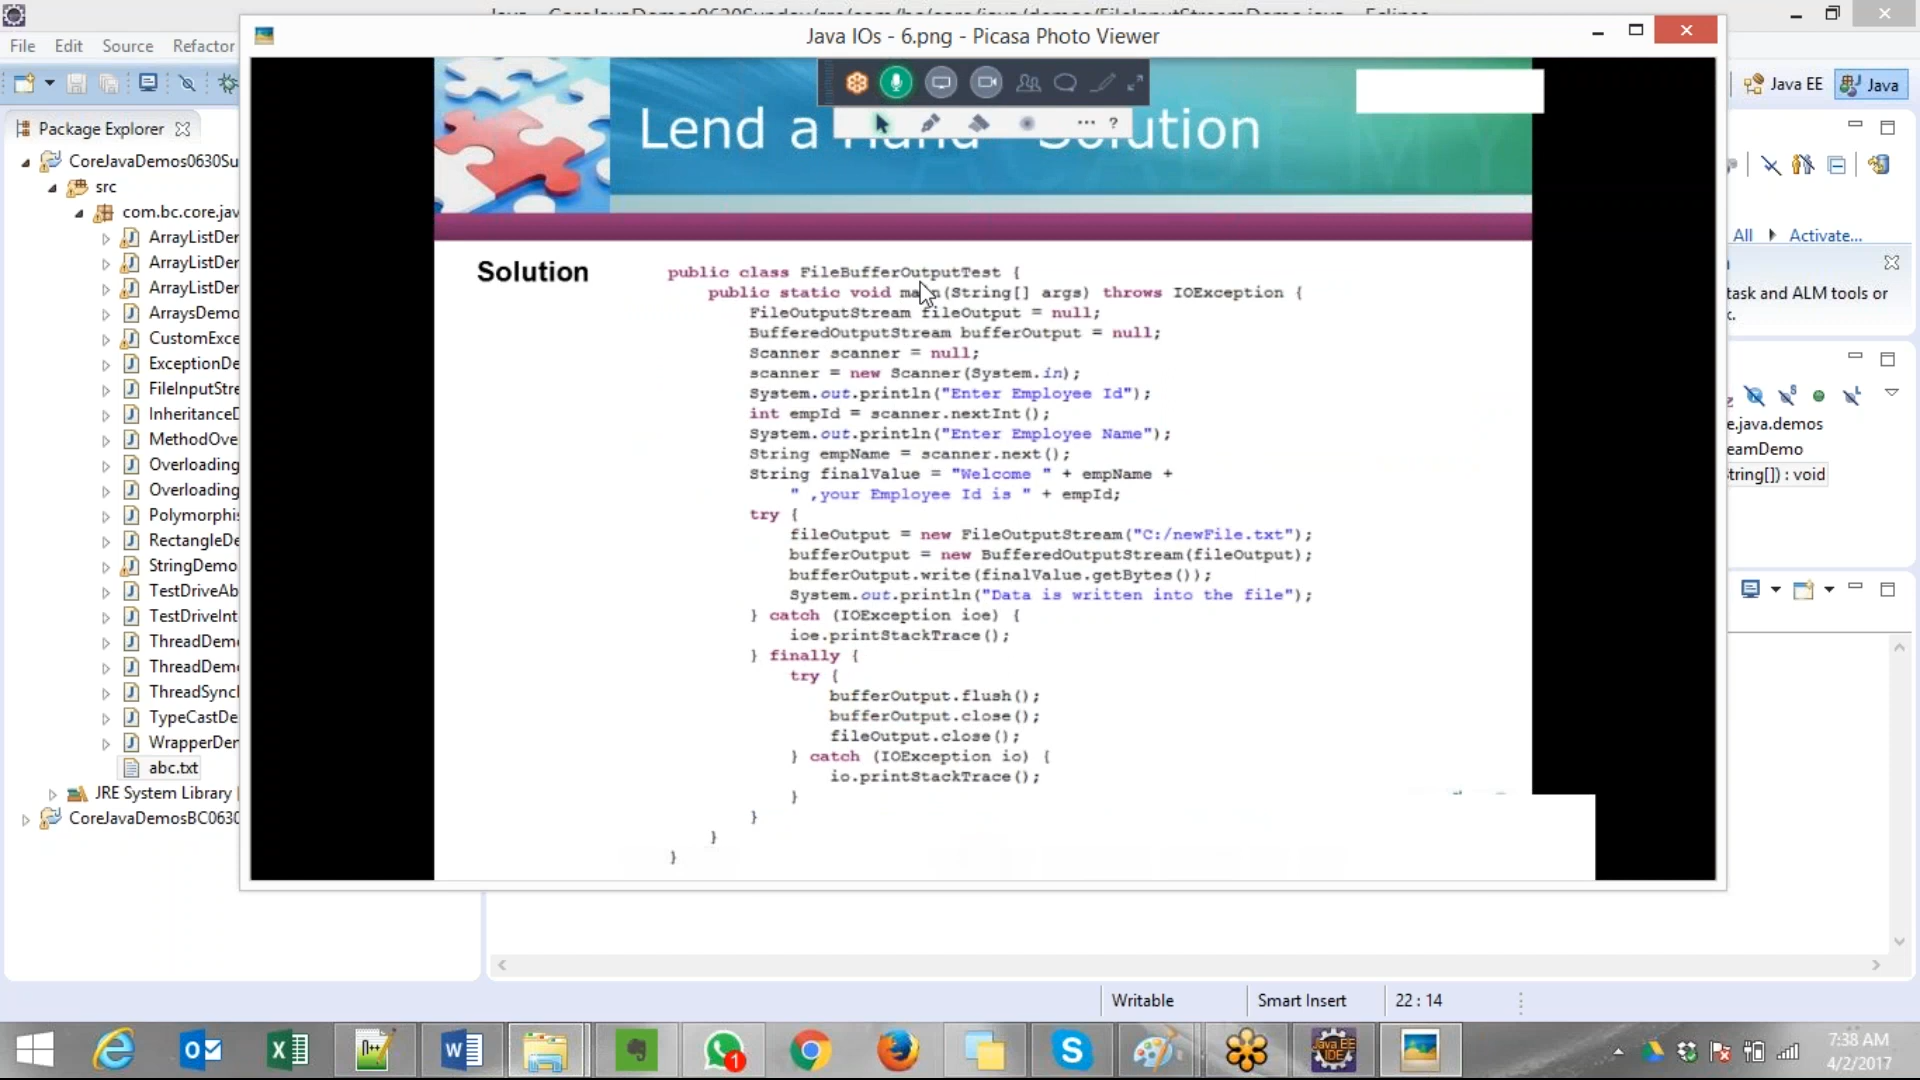 Java IOs - 6.png - Picasa Photo Viewer
File Edit Source Refactor
Java EE
Java
Package Explorer
CoreJavaDemos0630Su
src
com.bc.core.jav
ArrayListDer
ArrayListDer
ArrayListDer
ArraysDemo
CustomExce
ExceptionDe
FileInputStre
InheritanceD
MethodOve
Overloading
Overloading
Polymorphis
RectangleDe
StringDemo
TestDriveAb
TestDriveInt
ThreadDem
ThreadDem
ThreadSyncl
TypeCastDe
WrapperDer
abc.txt
JRE System Library
CoreJavaDemosBC0630
Lend a Hand - Solution
?
Solution
public class FileBufferOutputTest {
public static void main(String[] args) throws IOException {
FileOutputStream fileOutput = null;
BufferedOutputStream bufferOutput = null;
Scanner scanner = null;
scanner = new Scanner(System.in);
System.out.println("Enter Employee Id");
int empId = scanner.nextInt();
System.out.println("Enter Employee Name");
String empName = scanner.next();
String finalValue = "Welcome " + empName +
" ,your Employee Id is " + empId;
try {
fileOutput = new FileOutputStream("C:/newFile.txt");
bufferOutput = new BufferedOutputStream(fileOutput);
bufferOutput.write(finalValue.getBytes());
System.out.println("Data is written into the file");
} catch (IOException ioe) {
ioe.printStackTrace();
} finally {
try {
bufferOutput.flush();
bufferOutput.close();
fileOutput.close();
} catch (IOException io) {
io.printStackTrace();
}
}
}
}
All Activate...
task and ALM tools or
e.java.demos
eamDemo
tring[]) : void
Writable Smart Insert 22 : 14
7:38 AM
4/2/2017